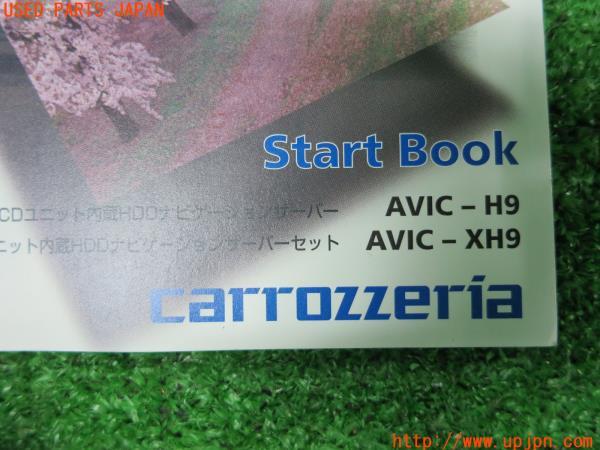 USED PARTS JAPAN
Start Book
CDユニット内蔵HDDナビゲーションサーバー AVIC – H9
ニット内蔵HDDナビゲーションサーバーセット AVIC – XH9
carrozzeria
http://www.upjpn.com